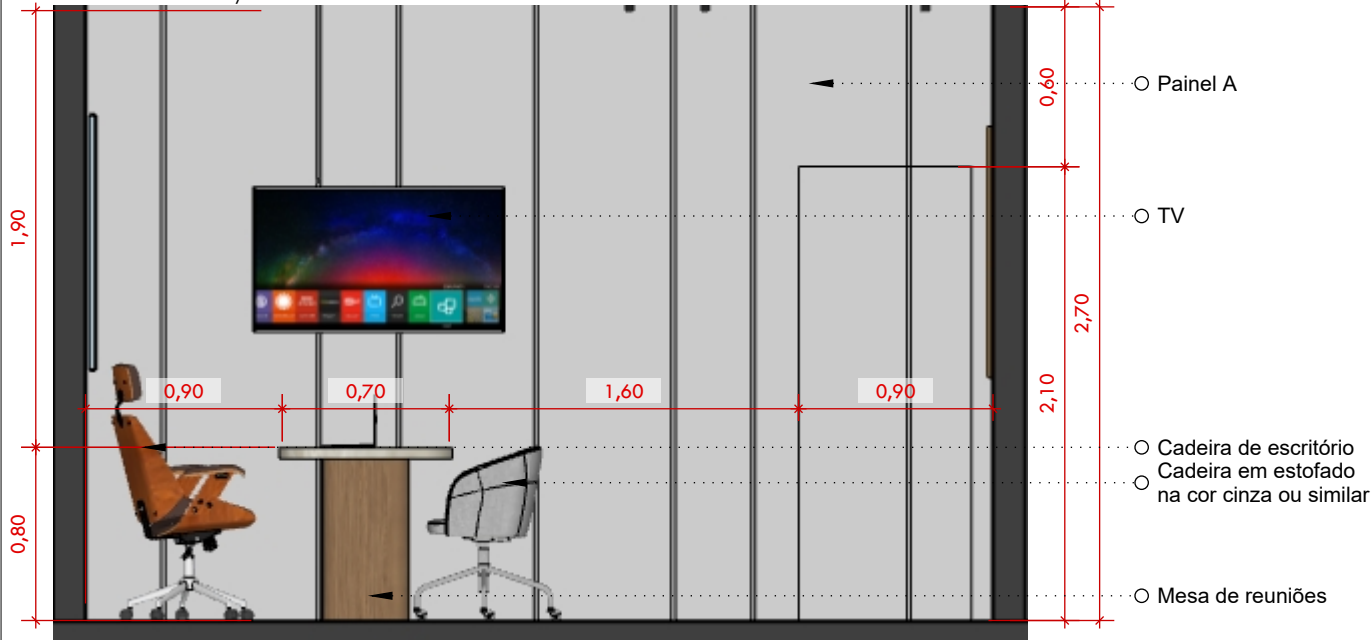 0,60
Painel A
1,90
TV
2,70
0,90
0,70
1,60
0,90
2,10
Cadeira de escritório
Cadeira em estofado
na cor cinza ou similar
0,80
Mesa de reuniões